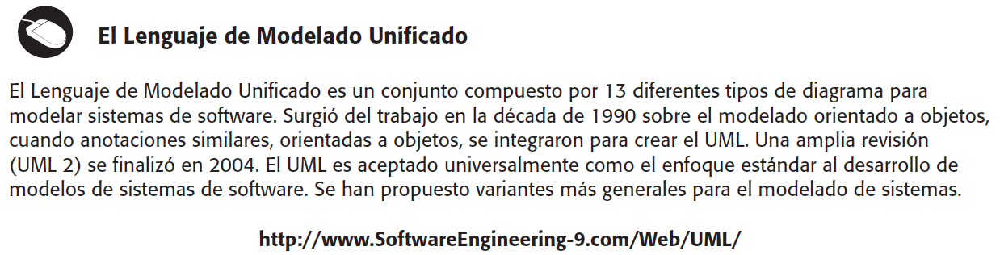 El Lenguaje de Modelado Unificado
El Lenguaje de Modelado Unificado es un conjunto compuesto por 13 diferentes tipos de diagrama para
modelar sistemas de software. Surgió del trabajo en la década de 1990 sobre el modelado orientado a objetos,
cuando anotaciones similares, orientadas a objetos, se integraron para crear el UML. Una amplia revisión
(UML 2) se finalizó en 2004. El UML es aceptado universalmente como el enfoque estándar al desarrollo de
modelos de sistemas de software. Se han propuesto variantes más generales para el modelado de sistemas.
http://www.SoftwareEngineering-9.com/Web/UML/